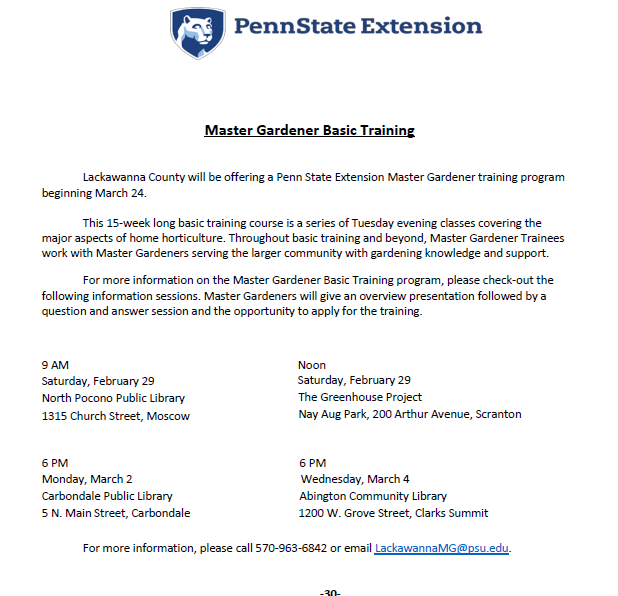 PennState Extension
Master Gardener Basic Training
Lackawanna County will be offering a Penn State Extension Master Gardener training program
beginning March 24.
This 15-week long basic training course is a series of Tuesday evening classes covering the
major aspects of home horticulture. Throughout basic training and beyond, Master Gardener Trainees
work with Master Gardeners serving the larger community with gardening knowledge and support.
For more information on the Master Gardener Basic Training program, please check-out the
following information sessions. Master Gardeners will give an overview presentation followed by a
question and answer session and the opportunity to apply for the training.
9 AM
Saturday, February 29
North Pocono Public Library
1315 Church Street, Moscow
Noon
Saturday, February 29
The Greenhouse Project
Nay Aug Park, 200 Arthur Avenue, Scranton
6 PM
Monday, March 2
Carbondale Public Library
5 N. Main Street, Carbondale
6 PM
Wednesday, March 4
Abington Community Library
1200 W. Grove Street, Clarks Summit
For more information, please call 570-963-6842 or email LackawannaMG@psu.edu.
-30-